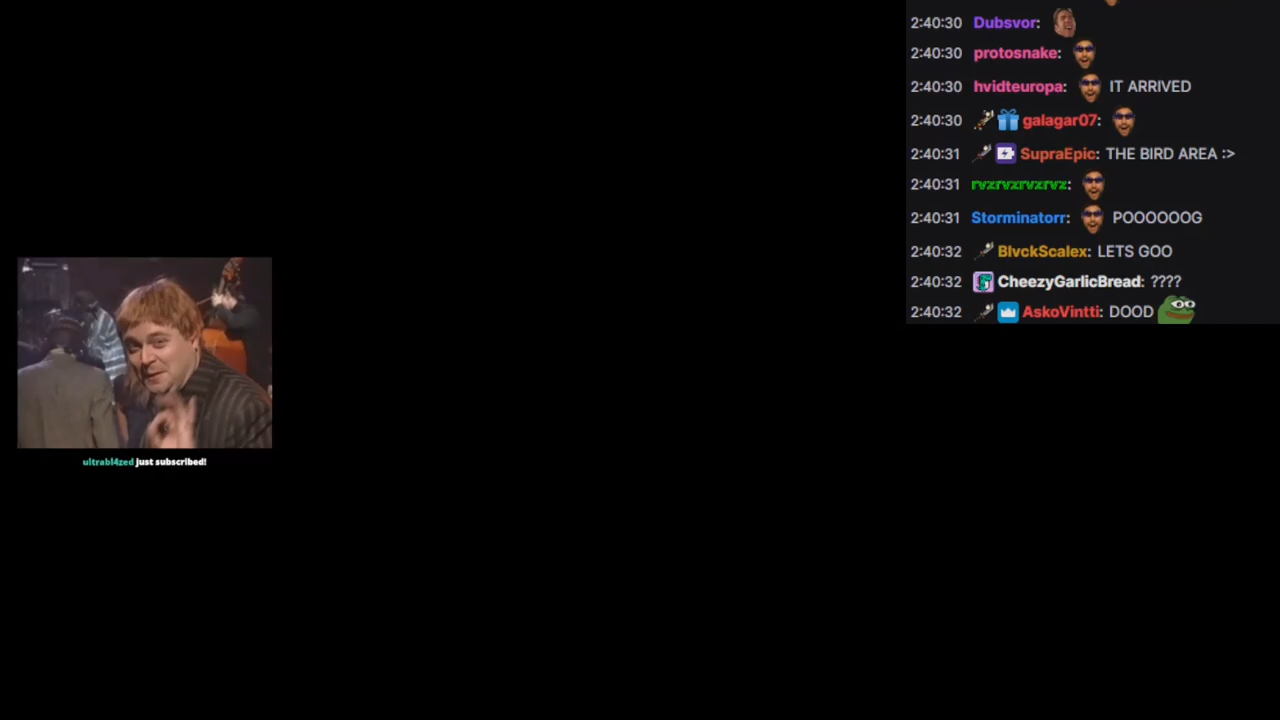 2:40:30 Dubsvor:
2:40:30 protosnake:
2:40:30 hvidteuropa: IT ARRIVED
2:40:30 galagar07:
2:40:31 SupraEpic: THE BIRD AREA :>
2:40:31 rvzrvzrvzrvz:
2:40:31 Storminatorr: POOOOOOG
2:40:32 BlvckScalex: LETS GOO
2:40:32 CheezyGarlicBread: ????
2:40:32 AskoVintti: DOOD
ultrabl4zed just subscribed!